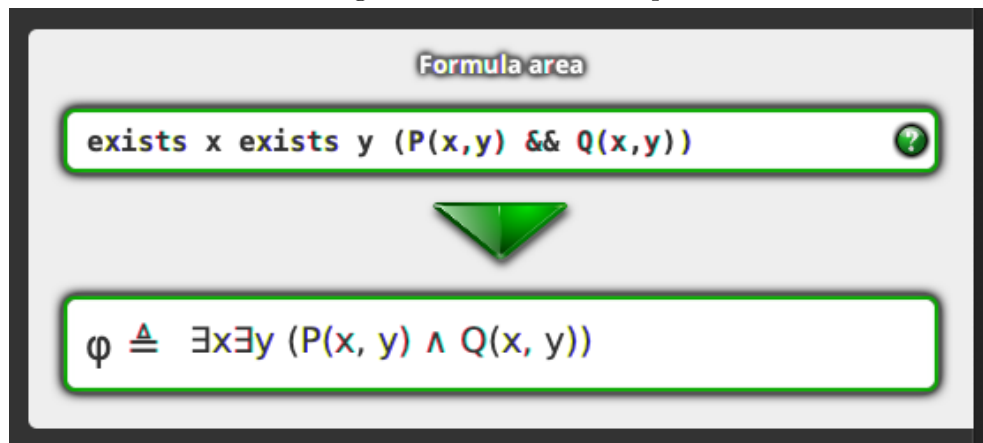 Formula area
exists x exists y (P(x,y) && Q(x,y))
?
φ ≜ ∃x∃y (P(x, y) ∧ Q(x, y))